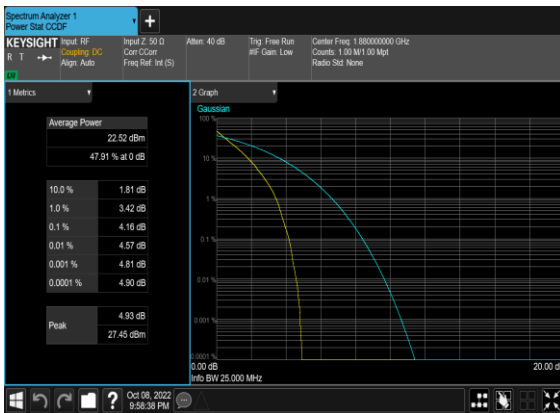 Spectrum Analyzer 1
Power Stat CCDF
KEYSIGHT
R T
LV
Input: RF
Coupling: DC
Align: Auto
Input Z: 50 Ω
Corr CCorr
Freq Ref: Int (S)
Atten: 40 dB
Trig: Free Run
#IF Gain: Low
Center Freq: 1.880000000 GHz
Counts: 1.00 M/1.00 Mpt
Radio Std: None
1 Metrics
Average Power
22.52 dBm
47.91 % at 0 dB
10.0 % 1.81 dB
1.0 % 3.42 dB
0.1 % 4.16 dB
0.01 % 4.57 dB
0.001 % 4.81 dB
0.0001 % 4.90 dB
Peak
4.93 dB
27.45 dBm
2 Graph
Gaussian
100 %
10 %
1 %
0.1 %
0.01 %
0.001 %
0.0001 %
0.00 dB
20.00 d
Info BW 25.000 MHz
Oct 08, 2022
9:58:38 PM